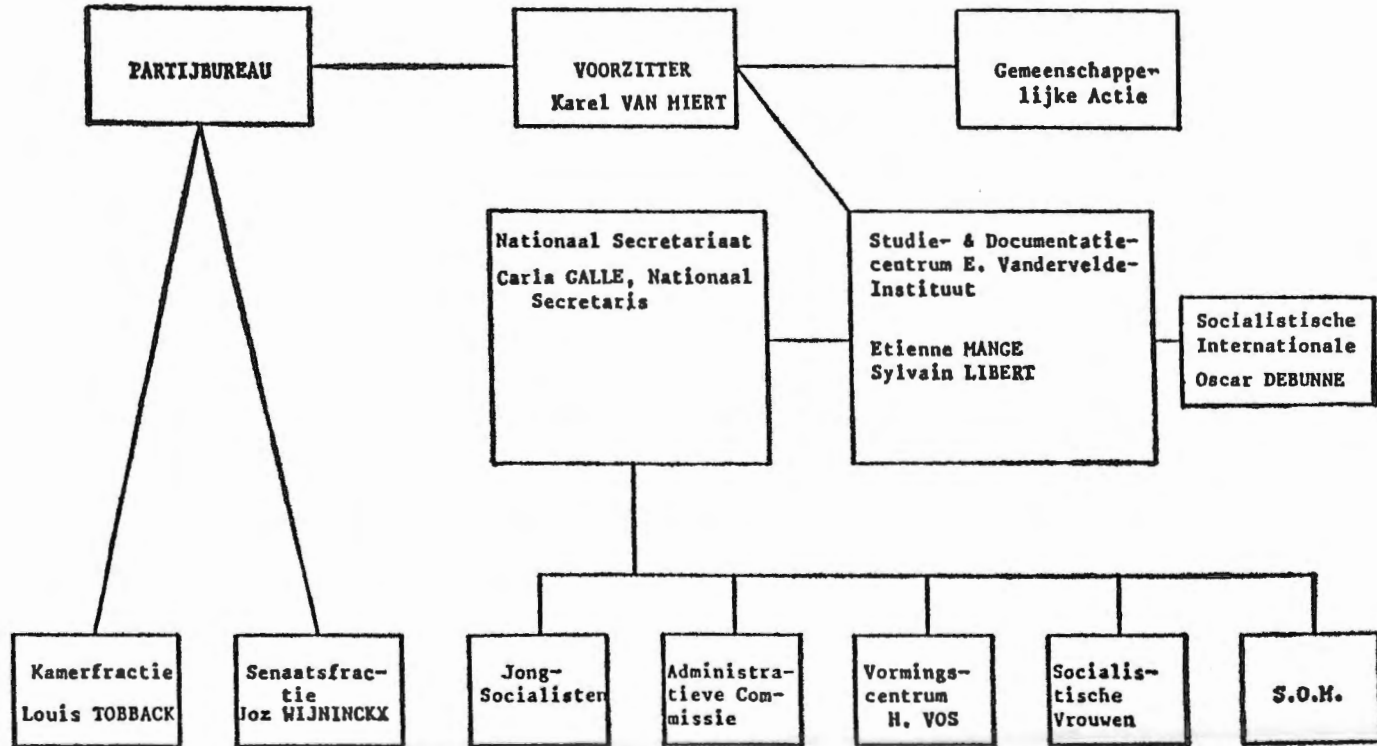 PARTIJBUREAU
VOORZITTER
Karel VAN MIERT
Gemeenschappe-
lijke Actie
Nationaal Secretariaat
Carla GALLE, Nationaal
Secretaris
Studie- & Documentatie-
centrum E. Vandervelde-
Instituut
Etienne MANGE
Sylvain LIBERT
Socialistische
Internationale
Oscar DEBUNNE
Kamerfractie
Louis TOBBACK
Senaatsfrac-
tie
Joz WIJNINCKX
Jong-
Socialisten
Administra-
tieve Com-
missie
Vormings-
centrum
H. VOS
Socialis-
tische
Vrouwen
S.O.M.